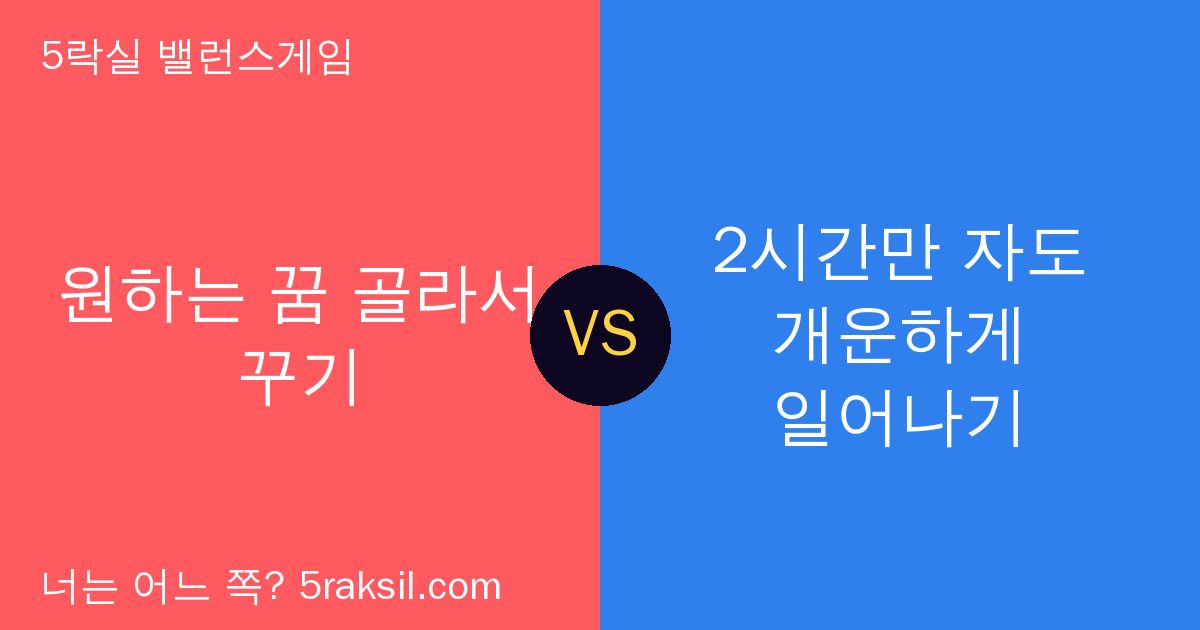 5락실 밸런스게임
원하는 꿈 골라서
꾸기
VS
2시간만 자도
개운하게
일어나기
너는 어느 쪽? 5raksil.com